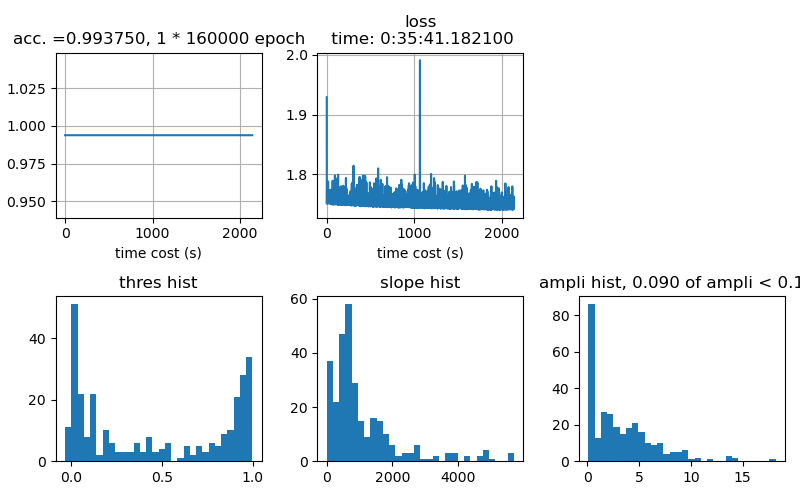 acc. =0.993750, 1 * 160000 epoch
1.025
1.000
0.975
0.950
0 1000 2000
time cost (s)
loss
time: 0:35:41.182100
2.0
1.9
1.8
0 1000 2000
time cost (s)
thres hist
40
20
0
0.0 0.5 1.0
slope hist
60
50
40
30
20
10
0
0 2000 4000
ampli hist, 0.090 of ampli < 0.1
80
60
40
20
0
0 5 10 15